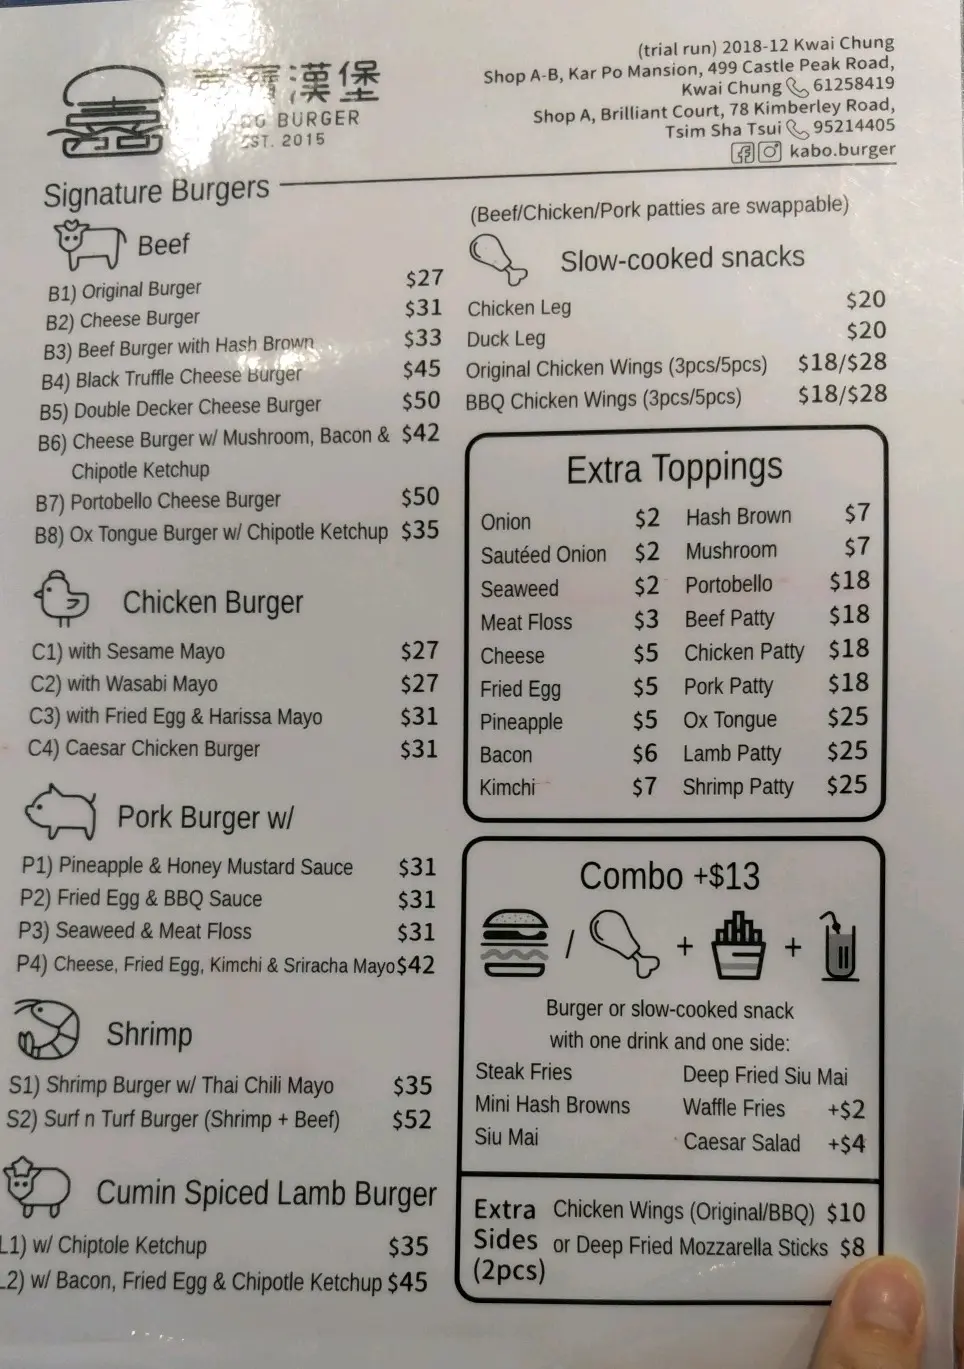 漢堡
BURGER
EST. 2015
(trial run) 2018-12 Kwai Chung
Shop A-B, Kar Po Mansion, 499 Castle Peak Road,
Kwai Chung 61258419
Shop A, Brilliant Court, 78 Kimberley Road,
Tsim Sha Tsui 95214405
kabo.burger
Signature Burgers
Beef
B1) Original Burger $27
B2) Cheese Burger $31
B3) Beef Burger with Hash Brown $33
B4) Black Truffle Cheese Burger $45
B5) Double Decker Cheese Burger $50
B6) Cheese Burger w/ Mushroom, Bacon & $42
Chipotle Ketchup
B7) Portobello Cheese Burger $50
B8) Ox Tongue Burger w/ Chipotle Ketchup $35
Chicken Burger
C1) with Sesame Mayo $27
C2) with Wasabi Mayo $27
C3) with Fried Egg & Harissa Mayo $31
C4) Caesar Chicken Burger $31
Pork Burger w/
P1) Pineapple & Honey Mustard Sauce $31
P2) Fried Egg & BBQ Sauce $31
P3) Seaweed & Meat Floss $31
P4) Cheese, Fried Egg, Kimchi & Sriracha Mayo $42
Shrimp
S1) Shrimp Burger w/ Thai Chili Mayo $35
S2) Surf n Turf Burger (Shrimp + Beef) $52
Cumin Spiced Lamb Burger
L1) w/ Chiptole Ketchup $35
L2) w/ Bacon, Fried Egg & Chipotle Ketchup $45
(Beef/Chicken/Pork patties are swappable)
Slow-cooked snacks
Chicken Leg $20
Duck Leg $20
Original Chicken Wings (3pcs/5pcs) $18/$28
BBQ Chicken Wings (3pcs/5pcs) $18/$28
Extra Toppings
Onion $2 Hash Brown $7
Sautéed Onion $2 Mushroom $7
Seaweed $2 Portobello $18
Meat Floss $3 Beef Patty $18
Cheese $5 Chicken Patty $18
Fried Egg $5 Pork Patty $18
Pineapple $5 Ox Tongue $25
Bacon $6 Lamb Patty $25
Kimchi $7 Shrimp Patty $25
Combo +$13
/ + +
Burger or slow-cooked snack
with one drink and one side:
Steak Fries Deep Fried Siu Mai
Mini Hash Browns Waffle Fries +$2
Siu Mai Caesar Salad +$4
Extra Sides (2pcs)
Chicken Wings (Original/BBQ) $10
or Deep Fried Mozzarella Sticks $8